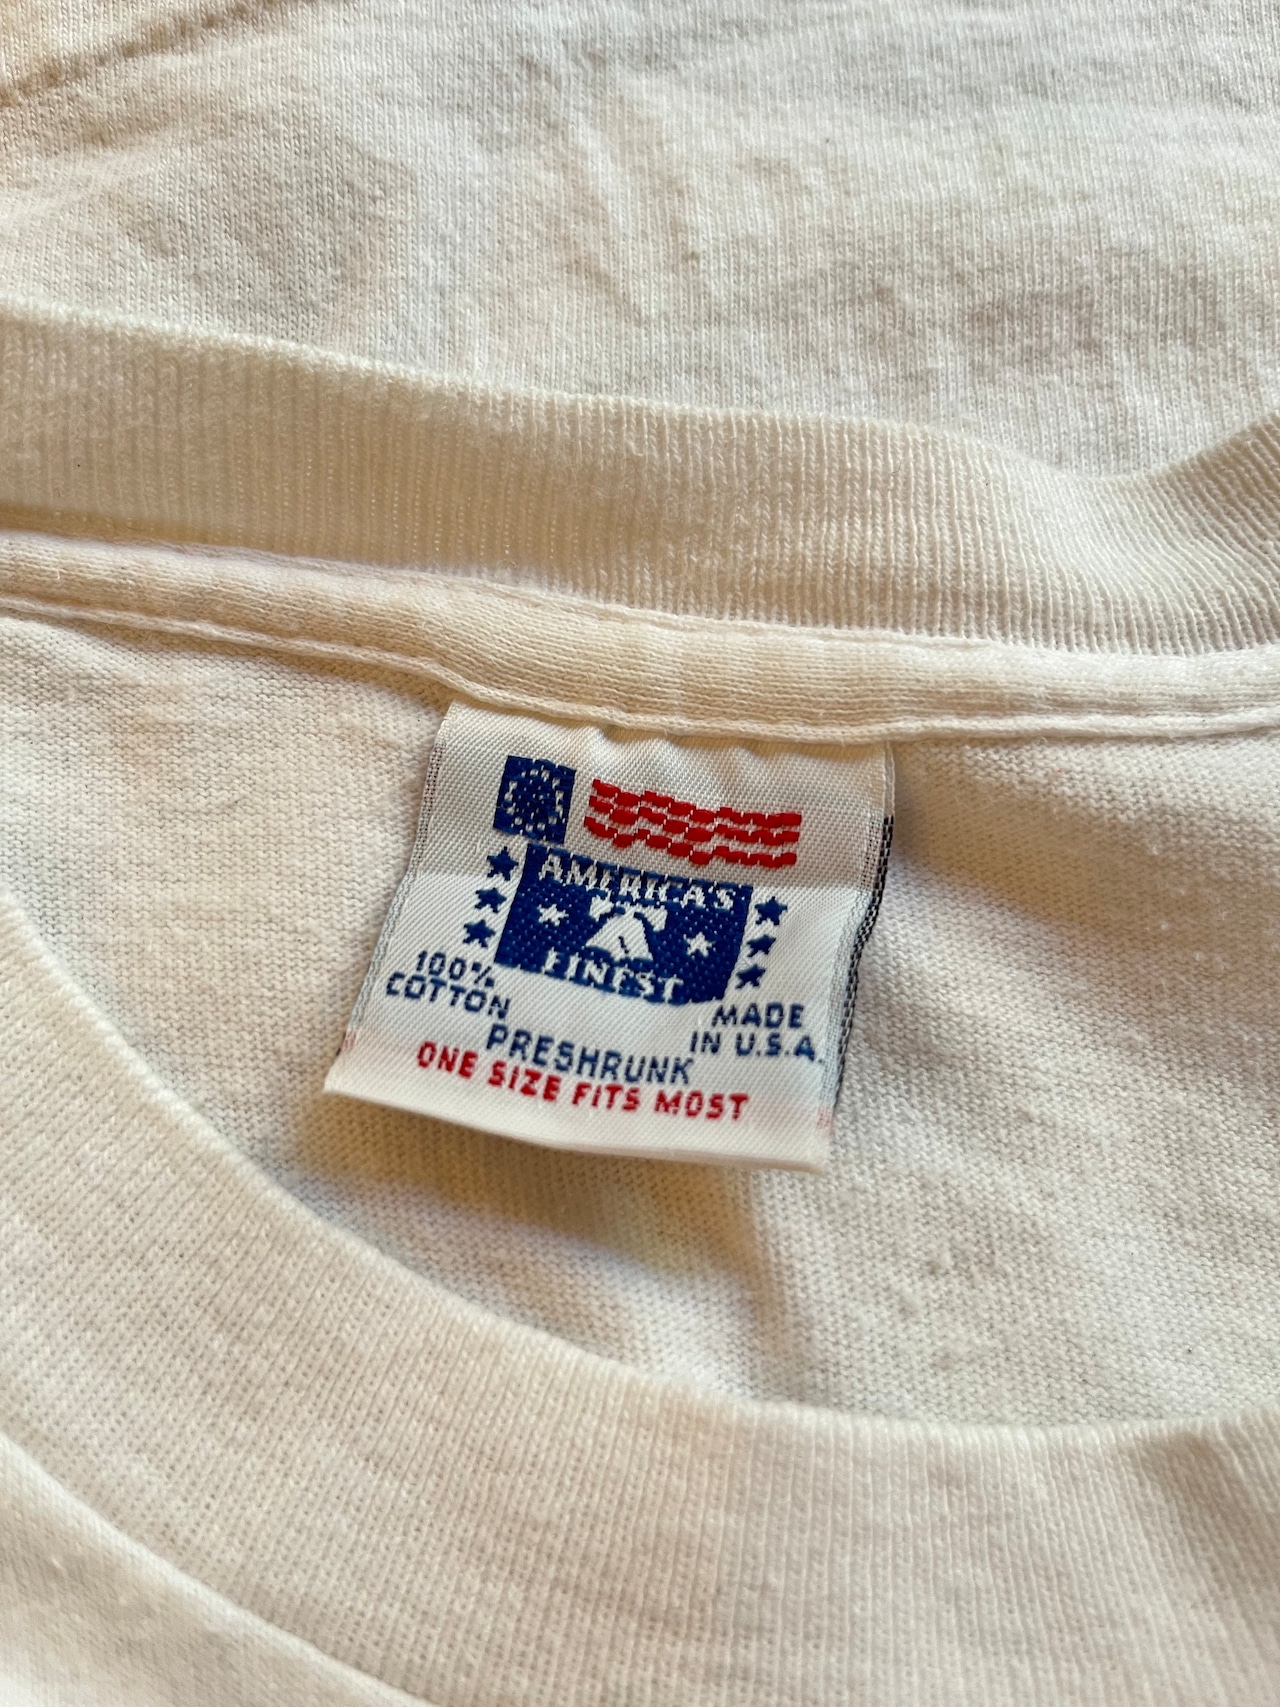 AMERICA'S
FINEST
100%
COTTON
MADE
IN U.S.A.
PRESHRUNK
ONE SIZE FITS MOST